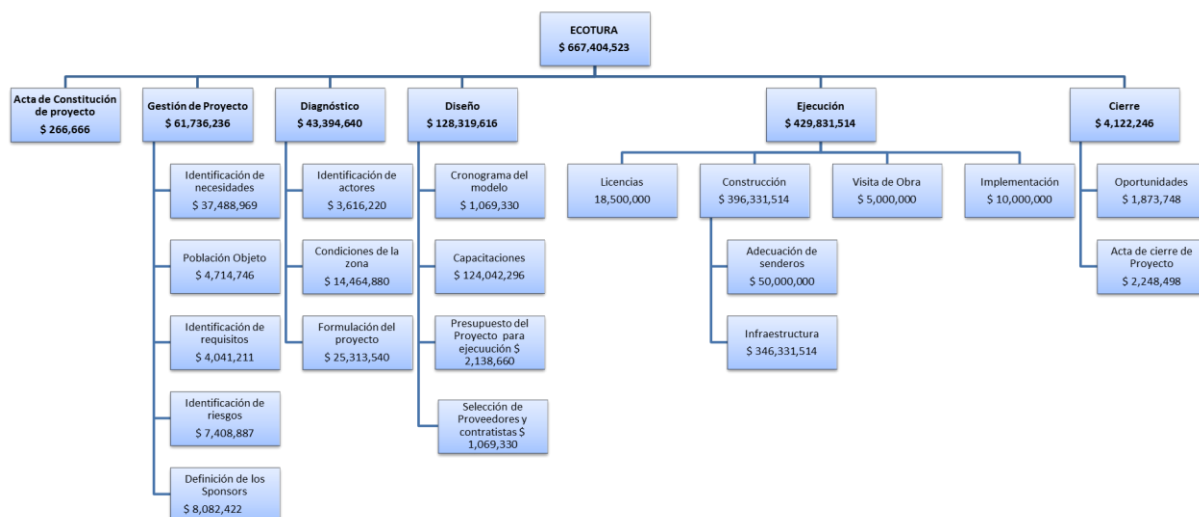 ECOTURA
$ 667,404,523
Acta de Constitución
de proyecto
$ 266,666
Gestión de Proyecto
$ 61,736,236
Diagnóstico
$ 43,394,640
Diseño
$ 128,319,616
Ejecución
$ 429,831,514
Cierre
$ 4,122,246
Identificación de
necesidades
$ 37,488,969
Población Objeto
$ 4,714,746
Identificación de
requisitos
$ 4,041,211
Identificación de
riesgos
$ 7,408,887
Definición de los
Sponsors
$ 8,082,422
Identificación de
actores
$ 3,616,220
Condiciones de la
zona
$ 14,464,880
Formulación del
proyecto
$ 25,313,540
Cronograma del
modelo
$ 1,069,330
Capacitaciones
$ 124,042,296
Presupuesto del
Proyecto para
ejecuución $
2,138,660
Selección de
Proveedores y
contratistas $
1,069,330
Licencias
18,500,000
Construcción
$ 396,331,514
Adecuación de
senderos
$ 50,000,000
Infraestructura
$ 346,331,514
Visita de Obra
$ 5,000,000
Implementación
$ 10,000,000
Oportunidades
$ 1,873,748
Acta de cierre de
Proyecto
$ 2,248,498